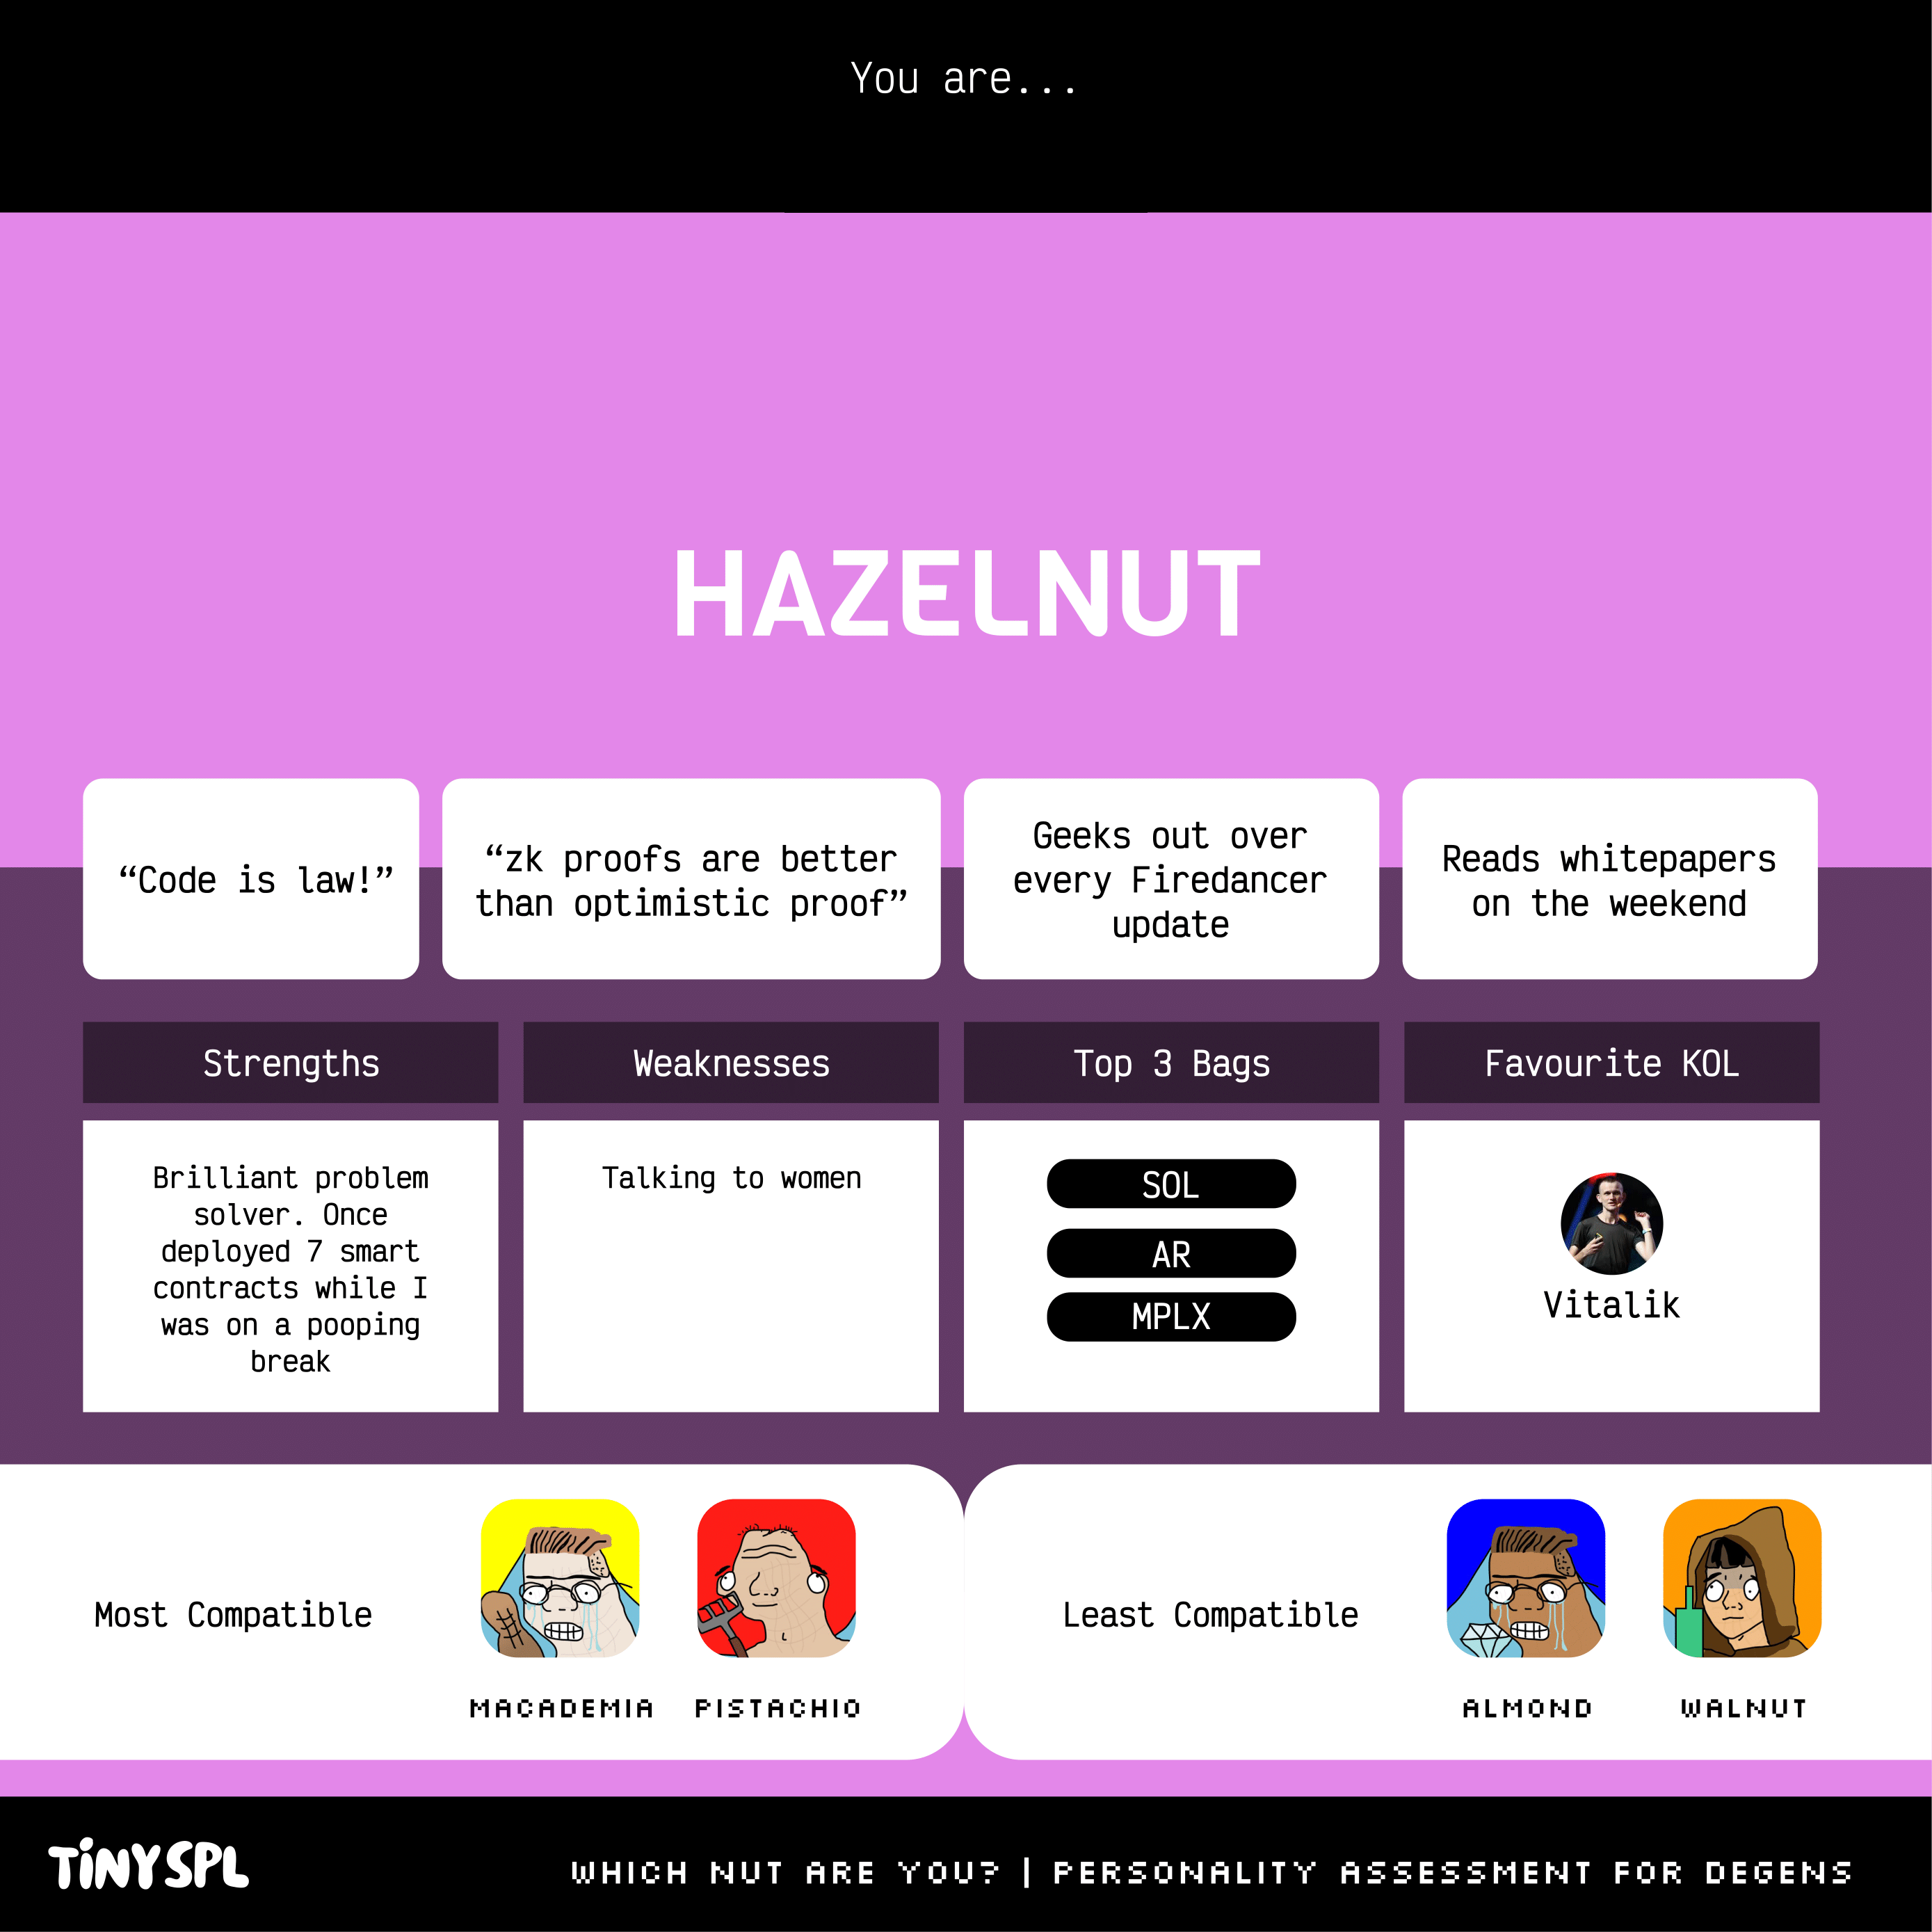 You are...
HAZELNUT
“Code is law!”
“zk proofs are better
than optimistic proof”
Geeks out over
every Firedancer
update
Reads whitepapers
on the weekend
Strengths
Brilliant problem
solver. Once
deployed 7 smart
contracts while I
was on a pooping
break
Weaknesses
Talking to women
Top 3 Bags
SOL
AR
MPLX
Favourite KOL
Vitalik
Most Compatible
MACADEMIA
PISTACHIO
Least Compatible
ALMOND
WALNUT
TiNYSPL
WHICH NUT ARE YOU? | PERSONALITY ASSESSMENT FOR DEGENS